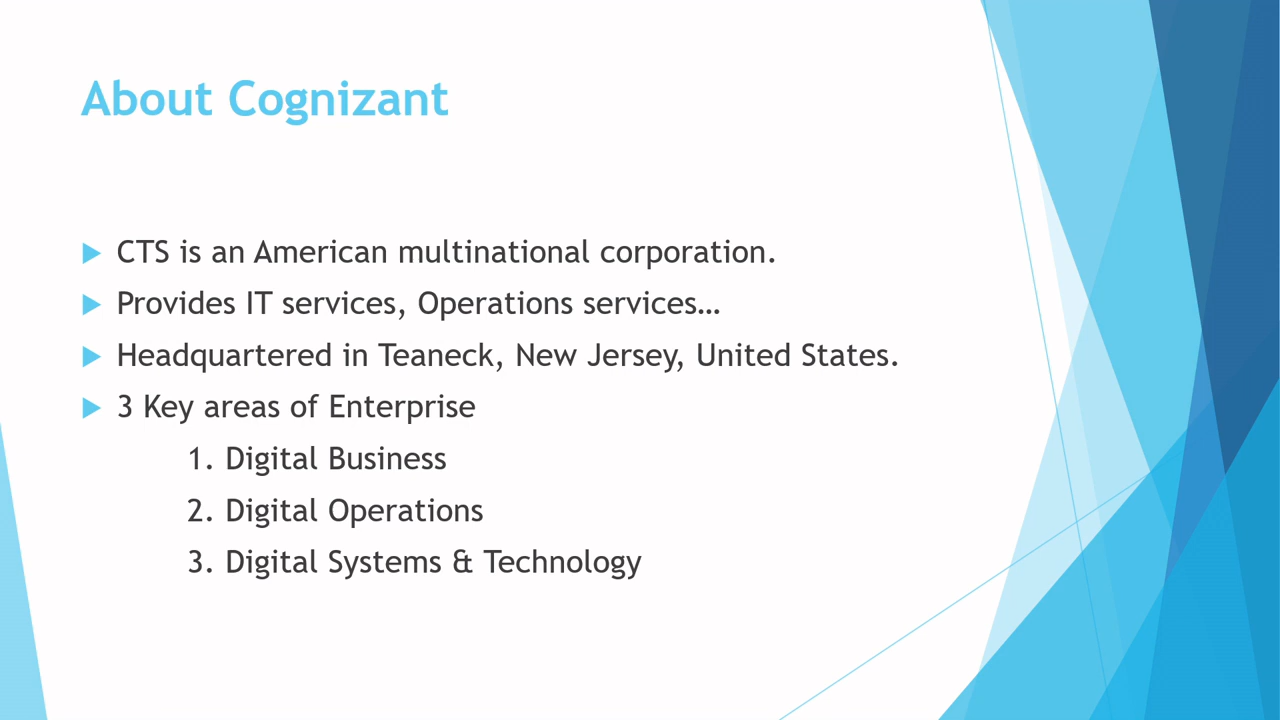 About Cognizant
CTS is an American multinational corporation.
Provides IT services, Operations services…
Headquartered in Teaneck, New Jersey, United States.
3 Key areas of Enterprise
1. Digital Business
2. Digital Operations
3. Digital Systems & Technology